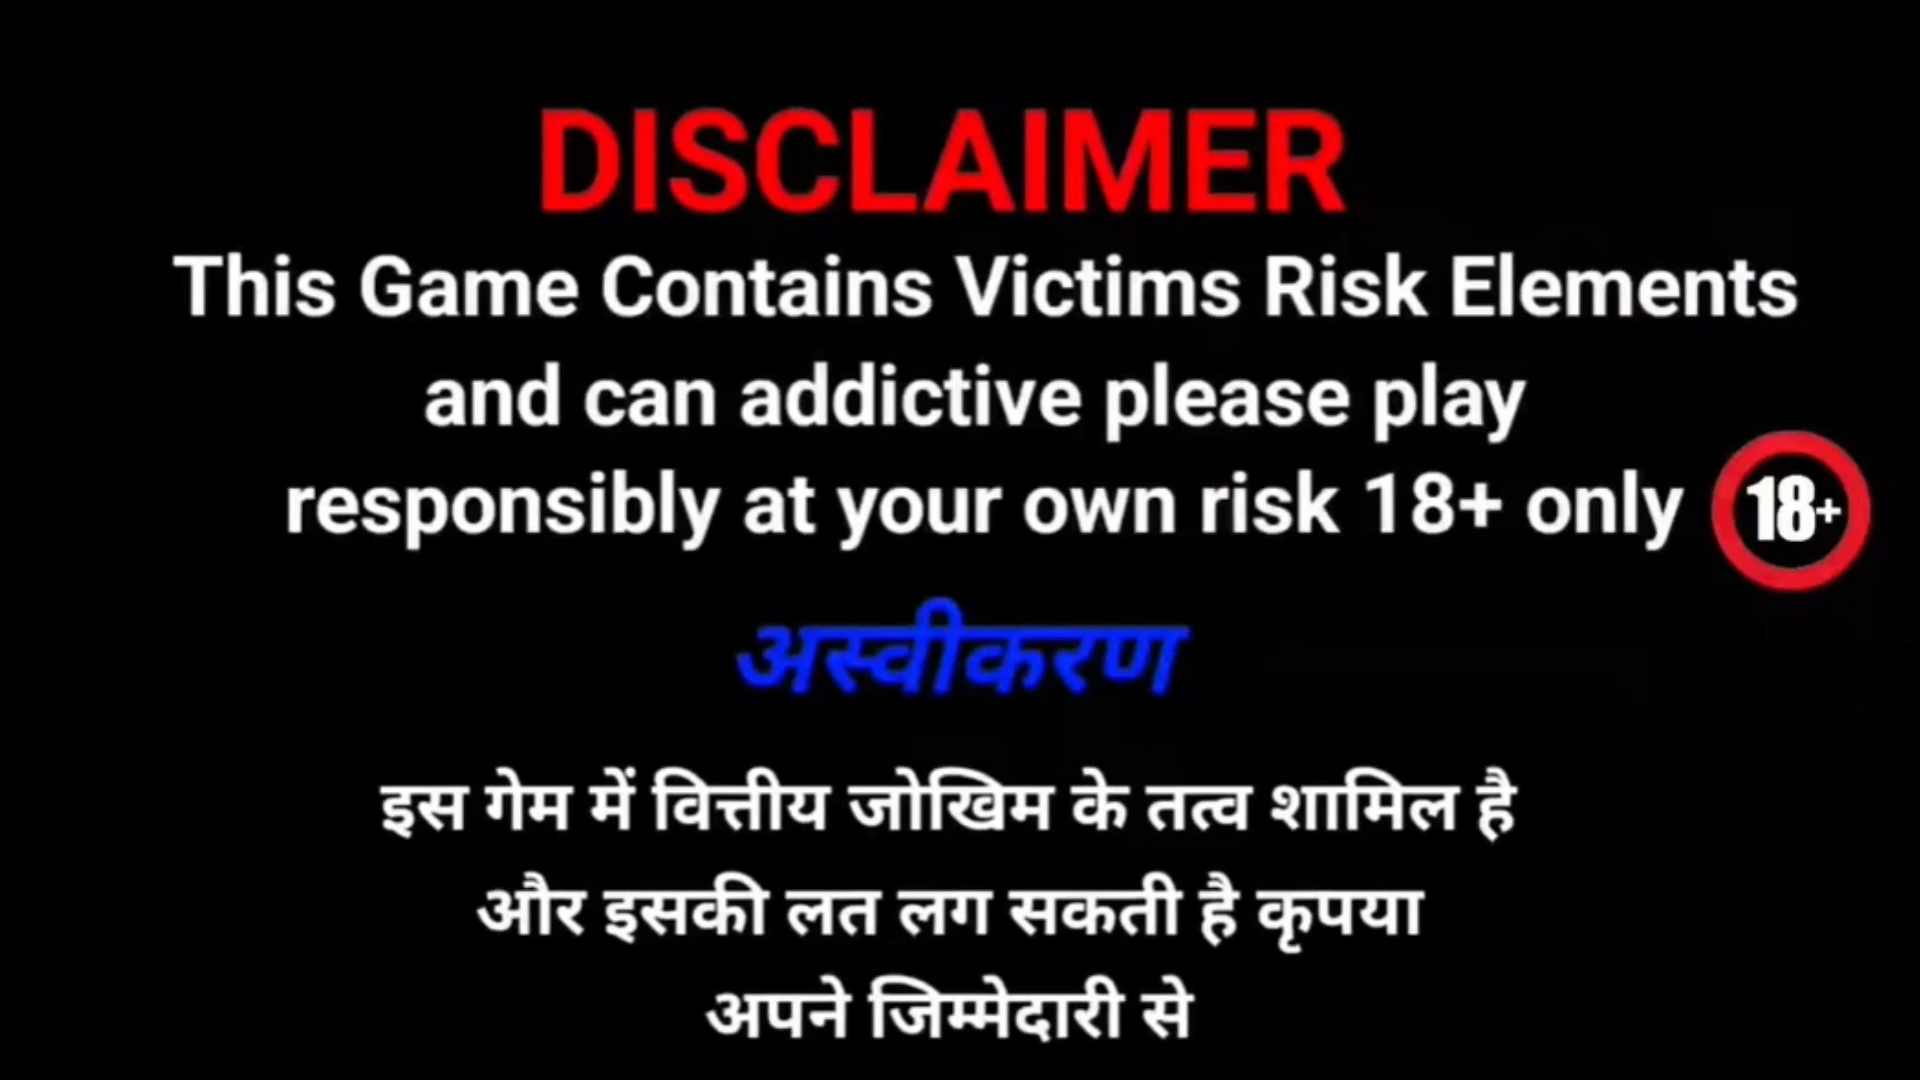 DISCLAIMER
This Game Contains Victims Risk Elements
and can addictive please play
responsibly at your own risk 18+ only
18+
अस्वीकरण
इस गेम में वित्तीय जोखिम के तत्व शामिल है
और इसकी लत लग सकती है कृपया
अपने जिम्मेदारी से